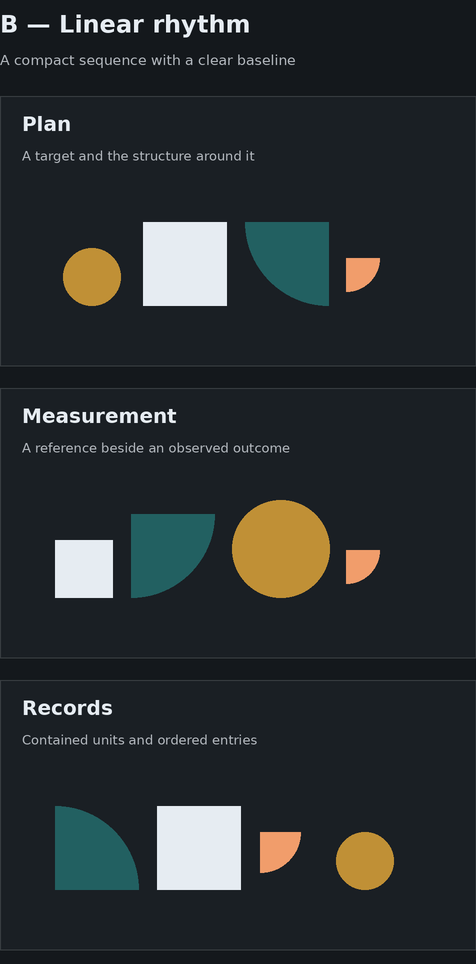 B — Linear rhythm
A compact sequence with a clear baseline
Plan
A target and the structure around it
Measurement
A reference beside an observed outcome
Records
Contained units and ordered entries